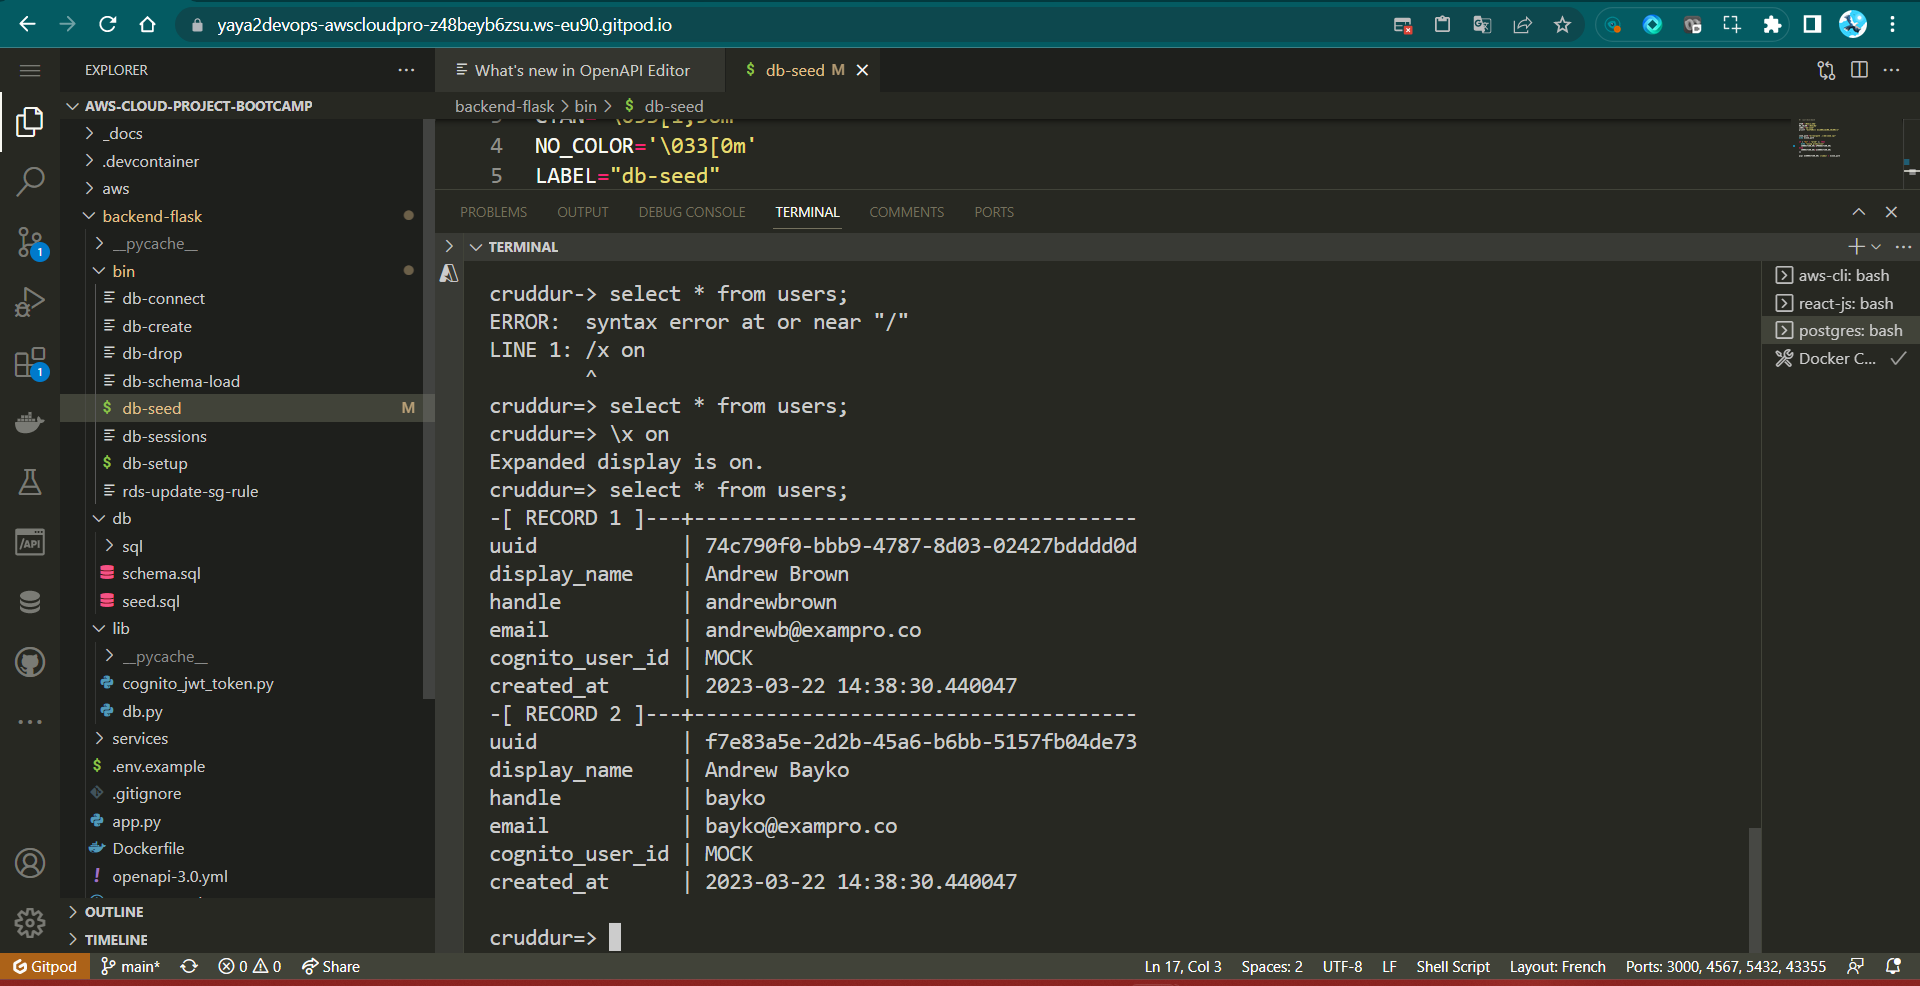 yaya2devops-awscloudpro-z48beyb6zsu.ws-eu90.gitpod.io
EXPLORER
What's new in OpenAPI Editor
$ db-seed M
AWS-CLOUD-PROJECT-BOOTCAMP
backend-flask > bin > $ db-seed
_docs
.devcontainer
aws
backend-flask
__pycache__
bin
db-connect
db-create
db-drop
db-schema-load
$ db-seed M
db-sessions
$ db-setup
rds-update-sg-rule
db
sql
schema.sql
seed.sql
lib
__pycache__
cognito_jwt_token.py
db.py
services
$ .env.example
.gitignore
app.py
Dockerfile
! openapi-3.0.yml
OUTLINE
TIMELINE
1
1
/API
4 NO_COLOR='\033[0m'
5 LABEL="db-seed"
PROBLEMS OUTPUT DEBUG CONSOLE TERMINAL COMMENTS PORTS
TERMINAL
cruddur-> select * from users;
ERROR:  syntax error at or near "/"
LINE 1: /x on
^
cruddur=> select * from users;
cruddur=> \x on
Expanded display is on.
cruddur=> select * from users;
-[ RECORD 1 ]---+-------------------------------------
uuid            | 74c790f0-bbb9-4787-8d03-02427bdddd0d
display_name    | Andrew Brown
handle          | andrewbrown
email           | andrewb@exampro.co
cognito_user_id | MOCK
created_at      | 2023-03-22 14:38:30.440047
-[ RECORD 2 ]---+-------------------------------------
uuid            | f7e83a5e-2d2b-45a6-b6bb-5157fb04de73
display_name    | Andrew Bayko
handle          | bayko
email           | bayko@exampro.co
cognito_user_id | MOCK
created_at      | 2023-03-22 14:38:30.440047
cruddur=>
aws-cli: bash
react-js: bash
postgres: bash
Docker C...
Gitpod main* 0 0 Share
Ln 17, Col 3 Spaces: 2 UTF-8 LF Shell Script Layout: French Ports: 3000, 4567, 5432, 43355